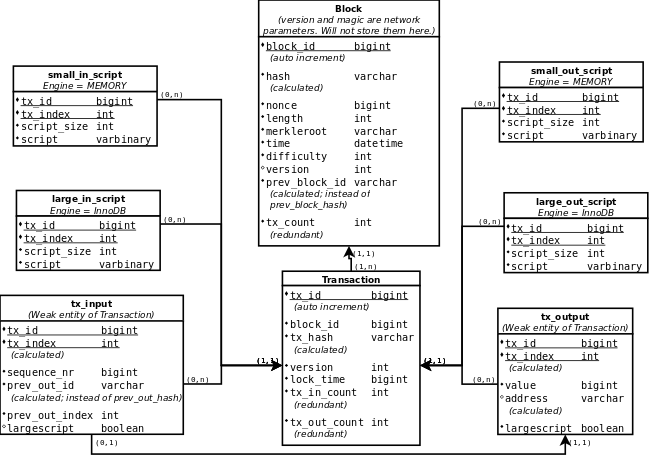 Block
(version and magic are network
parameters. Will not store them here.)
block_id bigint
(auto increment)
hash varchar
(calculated)
nonce bigint
length int
merkleroot varchar
time datetime
difficulty int
version int
prev_block_id varchar
(calculated; instead of
prev_block_hash)
tx_count int
(redundant)
small_in_script
Engine = MEMORY
tx_id bigint
tx_index int
script_size int
script varbinary
(0,n)
large_in_script
Engine = InnoDB
tx_id bigint
tx_index int
script_size int
script varbinary
(0,n)
tx_input
(Weak entity of Transaction)
tx_id bigint
tx_index int
(calculated)
sequence_nr bigint
prev_out_id varchar
(calculated; instead of prev_out_hash)
prev_out_index int
largescript boolean
(0,n)
(0,1)
(1,1)
(1,n)
(1,1)
Transaction
tx_id bigint
(auto increment)
block_id bigint
tx_hash varchar
(calculated)
version int
lock_time bigint
tx_in_count int
(redundant)
tx_out_count int
(redundant)
(1,1)
small_out_script
Engine = MEMORY
tx_id bigint
tx_index int
script_size int
script varbinary
(0,n)
large_out_script
Engine = InnoDB
tx_id bigint
tx_index int
script_size int
script varbinary
(0,n)
tx_output
(Weak entity of Transaction)
tx_id bigint
tx_index int
(calculated)
value bigint
address varchar
(calculated)
largescript boolean
(0,n)
(1,1)